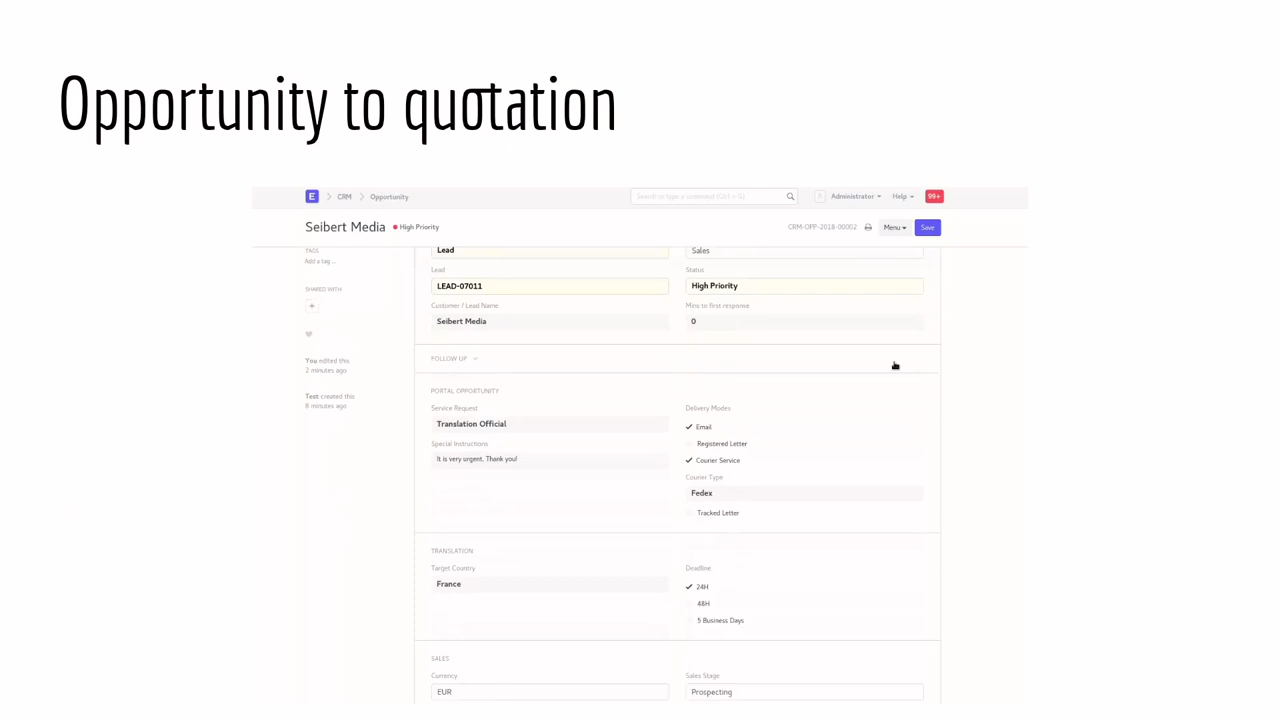 Opportunity to quotation
E CRM Opportunity Search or type a command (Ctrl + G) Administrator Help 99+
Seibert Media High Priority CRM-OPP-2018-00002 Menu Save
TAGS
Add a tag ...
SHARED WITH
+
You edited this
2 minutes ago
Test created this
8 minutes ago
Lead
Sales
Lead
Status
LEAD-07011
High Priority
Customer / Lead Name
Mins to first response
Seibert Media
0
FOLLOW UP
PORTAL OPPORTUNITY
Service Request
Translation Official
Special Instructions
It is very urgent. Thank you!
Delivery Modes
Email
Registered Letter
Courier Service
Courier Type
Fedex
Tracked Letter
TRANSLATION
Target Country
France
Deadline
24H
48H
5 Business Days
SALES
Currency
EUR
Sales Stage
Prospecting